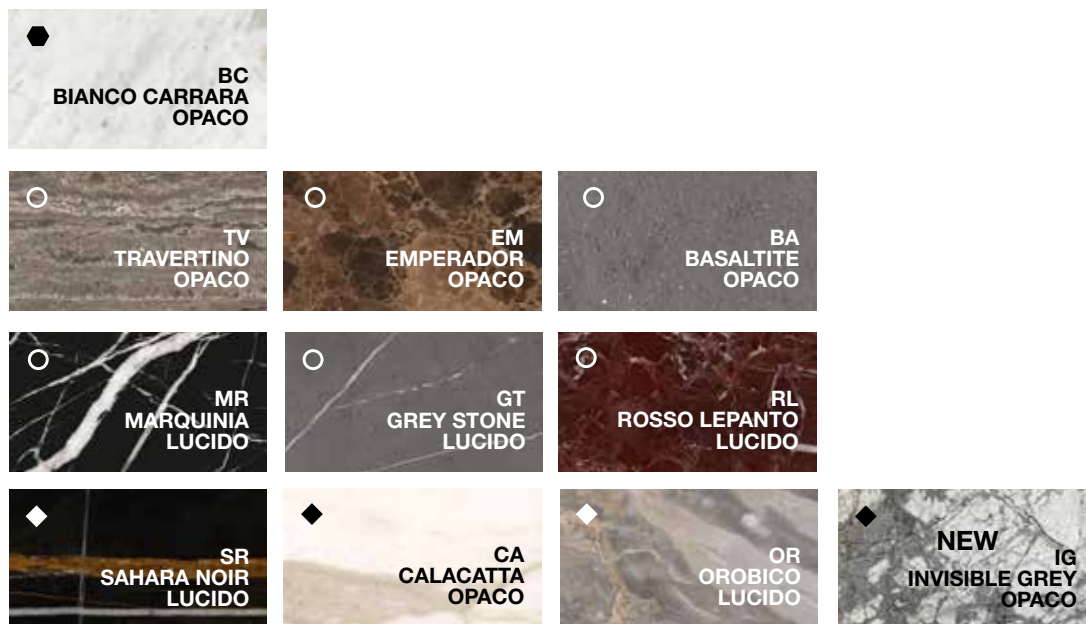 BC
BIANCO CARRARA
OPACO
TV
TRAVERTINO
OPACO
EM
EMPERADOR
OPACO
BA
BASALTITE
OPACO
MR
MARQUINIA
LUCIDO
GT
GREY STONE
LUCIDO
RL
ROSSO LEPANTO
LUCIDO
SR
SAHARA NOIR
LUCIDO
CA
CALACATTA
OPACO
OR
OROBICO
LUCIDO
NEW
IG
INVISIBLE GREY
OPACO